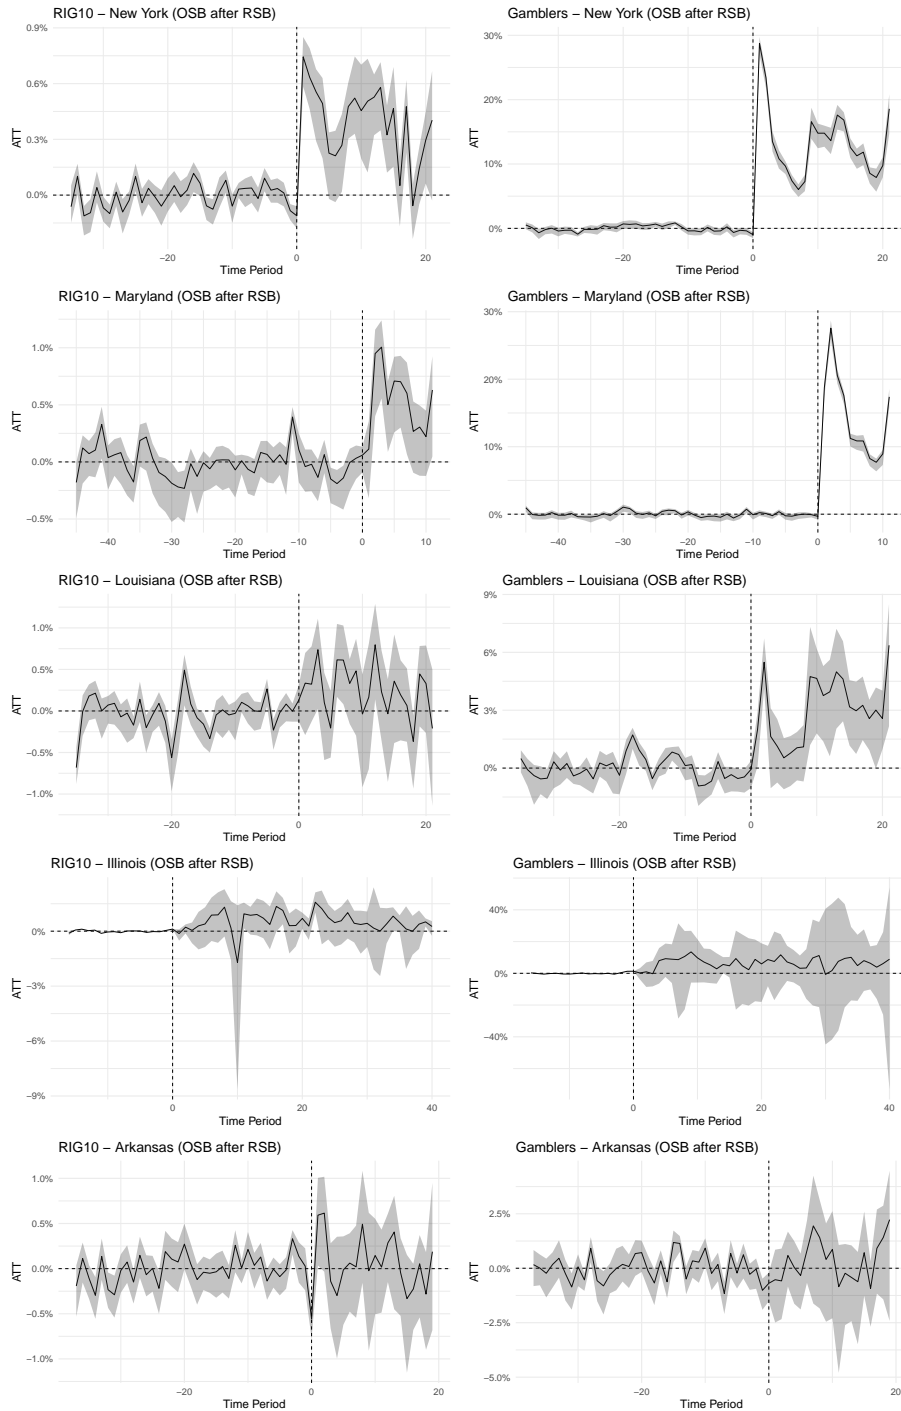 RIG10 – New York (OSB after RSB)
0.9%
0.6%
0.3%
0.0%
ATT
−20
0
20
Time Period
Gamblers – New York (OSB after RSB)
30%
20%
10%
0%
ATT
−20
0
20
Time Period
RIG10 – Maryland (OSB after RSB)
1.0%
0.5%
0.0%
−0.5%
ATT
−40
−30
−20
−10
0
10
Time Period
Gamblers – Maryland (OSB after RSB)
30%
20%
10%
0%
ATT
−40
−30
−20
−10
0
10
Time Period
RIG10 – Louisiana (OSB after RSB)
1.0%
0.5%
0.0%
−0.5%
−1.0%
ATT
−20
0
20
Time Period
Gamblers – Louisiana (OSB after RSB)
9%
6%
3%
0%
ATT
−20
0
20
Time Period
RIG10 – Illinois (OSB after RSB)
0%
−3%
−6%
−9%
ATT
0
20
40
Time Period
Gamblers – Illinois (OSB after RSB)
40%
0%
−40%
ATT
0
20
40
Time Period
RIG10 – Arkansas (OSB after RSB)
1.0%
0.5%
0.0%
−0.5%
−1.0%
ATT
−20
0
20
Time Period
Gamblers – Arkansas (OSB after RSB)
2.5%
0.0%
−2.5%
−5.0%
ATT
−20
0
20
Time Period